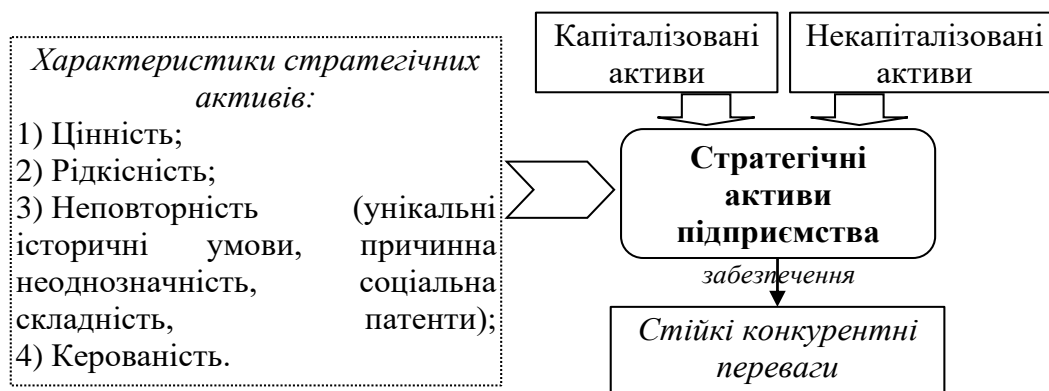 Характеристики стратегічних
активів:
1) Цінність;
2) Рідкісність;
3) Неповторність (унікальні
історичні умови, причинна
неоднозначність, соціальна
складність, патенти);
4) Керованість.
Капіталізовані
активи
Некапіталізовані
активи
Стратегічні
активи
підприємства
забезпечення
Стійкі конкурентні
переваги